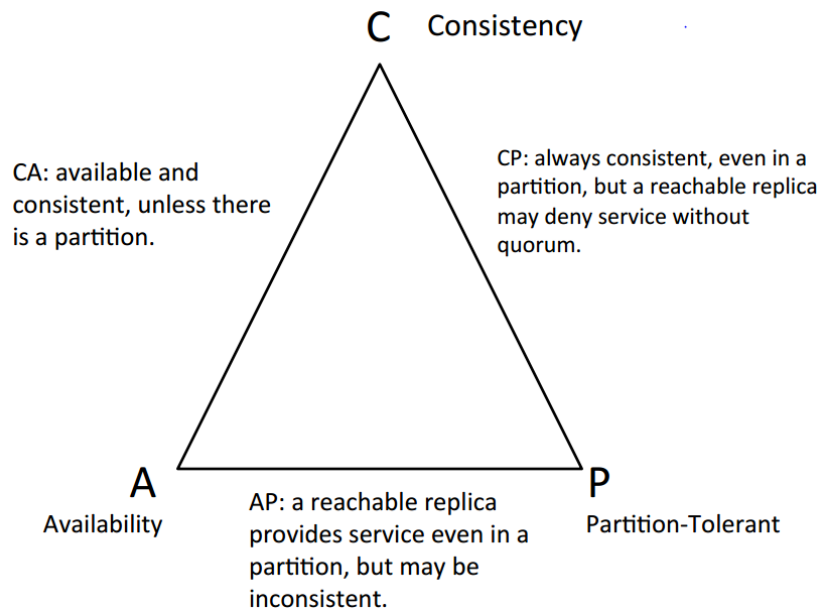 C Consistency
CA: available and
consistent, unless there
is a partition.
CP: always consistent, even in a
partition, but a reachable replica
may deny service without
quorum.
A
Availability
P
Partition-Tolerant
AP: a reachable replica
provides service even in a
partition, but may be
inconsistent.